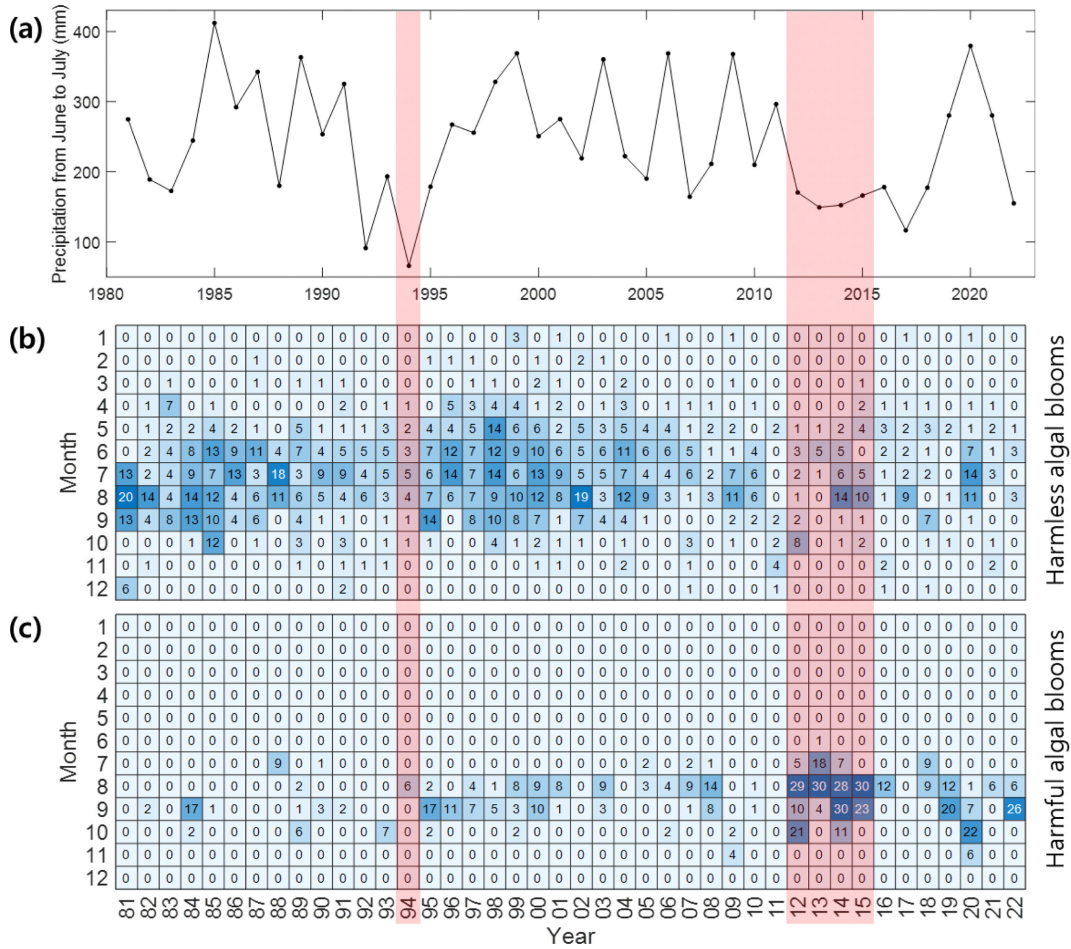 (a)
Precipitation from June to July (mm)
400
300
200
100
1980 1985 1990 1995 2000 2005 2010 2015 2020
(b)
Month
Harmless algal blooms
1 0 0 0 0 0 0 0 0 0 0 0 0 0 0 0 0 0 0 3 0 1 0 0 0 0 1 0 0 1 0 0 0 0 0 0 0 1 0 0 1 0 0
2 0 0 0 0 0 0 1 0 0 0 0 0 0 0 1 1 1 0 0 1 0 2 1 0 0 0 0 0 0 0 0 0 0 0 0 0 0 0 0 0 0 0
3 0 0 1 0 0 0 1 0 1 1 1 0 0 0 0 0 1 1 0 2 1 0 0 2 0 0 0 0 1 0 0 0 0 0 1 0 0 0 0 0 0 0
4 0 1 7 0 0 0 0 0 0 0 2 0 1 1 0 5 3 4 4 1 2 0 1 3 0 1 1 1 0 1 0 0 0 0 2 1 1 1 0 1 1 0
5 0 1 2 2 4 2 1 2 5 1 1 1 3 2 4 4 5 14 6 6 2 5 3 5 4 4 2 1 2 0 2 1 1 2 4 2 3 2 3 1 2 0
6 0 2 4 8 13 9 11 4 7 4 6 5 6 3 5 12 6 12 9 10 6 5 4 11 6 6 5 1 1 4 0 3 5 5 0 2 2 1 0 7 2 0
7 13 2 4 9 7 13 3 18 3 9 9 4 5 5 6 14 7 14 6 13 9 5 5 7 4 4 6 2 7 6 0 2 1 6 5 1 2 2 0 14 3 0
8 20 14 4 14 12 4 6 11 6 5 4 6 3 4 7 6 7 9 10 12 8 19 3 12 9 3 1 3 11 6 0 1 0 14 10 1 9 0 1 11 0 3
9 13 4 8 13 10 4 6 0 4 1 1 0 1 1 14 0 8 10 8 7 1 7 4 4 1 0 0 0 2 2 2 2 0 1 1 0 0 7 0 1 0 0
10 0 0 0 1 12 0 1 0 3 0 3 0 1 1 1 0 0 4 1 2 1 1 0 1 0 0 3 0 1 0 1 8 0 1 2 0 0 1 1 0 1 0
11 0 1 0 0 0 0 0 0 1 0 1 1 1 0 0 0 0 0 0 1 1 0 0 2 0 0 2 0 0 0 4 0 0 0 0 2 0 0 0 0 2 0
12 6 0 0 0 0 0 0 0 0 0 2 0 0 0 0 0 0 0 0 0 0 0 0 0 0 0 1 0 0 0 1 0 0 0 0 1 0 1 0 0 0 0
(c)
Month
Harmful algal blooms
1 0 0 0 0 0 0 0 0 0 0 0 0 0 0 0 0 0 0 0 0 0 0 0 0 0 0 0 0 0 0 0 0 0 0 0 0 0 0 0 0 0 0
2 0 0 0 0 0 0 0 0 0 0 0 0 0 0 0 0 0 0 0 0 0 0 0 0 0 0 0 0 0 0 0 0 0 0 0 0 0 0 0 0 0 0
3 0 0 0 0 0 0 0 0 0 0 0 0 0 0 0 0 0 0 0 0 0 0 0 0 0 0 0 0 0 0 0 0 0 0 0 0 0 0 0 0 0 0
4 0 0 0 0 0 0 0 0 0 0 0 0 0 0 0 0 0 0 0 0 0 0 0 0 0 0 0 0 0 0 0 0 0 0 0 0 0 0 0 0 0 0
5 0 0 0 0 0 0 0 0 0 0 0 0 0 0 0 0 0 0 0 0 0 0 0 0 0 0 0 0 0 0 0 0 0 0 0 0 0 0 0 0 0 0
6 0 0 0 0 0 0 0 0 0 0 0 0 0 0 0 0 0 0 0 0 0 0 0 0 0 0 0 0 0 0 0 0 1 0 0 0 0 0 0 0 0 0
7 0 0 0 0 0 0 0 9 0 1 0 0 0 0 0 0 0 0 0 0 0 0 0 0 2 0 2 1 0 0 0 5 18 7 0 0 0 9 0 0 0 0
8 0 0 0 0 0 0 0 0 2 0 0 0 0 6 2 0 4 1 9 9 8 0 9 0 3 4 9 14 0 1 0 29 30 28 30 12 0 9 12 1 6 6
9 0 2 0 17 1 0 0 0 1 3 2 0 0 0 17 11 7 5 3 10 1 0 3 0 0 0 1 8 0 1 0 10 4 30 23 0 0 0 20 7 0 26
10 0 0 0 2 0 0 0 0 6 0 0 0 7 0 2 0 0 0 2 0 0 0 0 0 0 2 0 0 2 0 0 21 0 11 0 0 0 0 0 22 0 0
11 0 0 0 0 0 0 0 0 0 0 0 0 0 0 0 0 0 0 0 0 0 0 0 0 0 0 0 0 4 0 0 0 0 0 0 0 0 0 0 6 0 0
12 0 0 0 0 0 0 0 0 0 0 0 0 0 0 0 0 0 0 0 0 0 0 0 0 0 0 0 0 0 0 0 0 0 0 0 0 0 0 0 0 0 0
81 82 83 84 85 86 87 88 89 90 91 92 93 94 95 96 97 98 99 00 01 02 03 04 05 06 07 08 09 10 11 12 13 14 15 16 17 18 19 20 21 22
Year